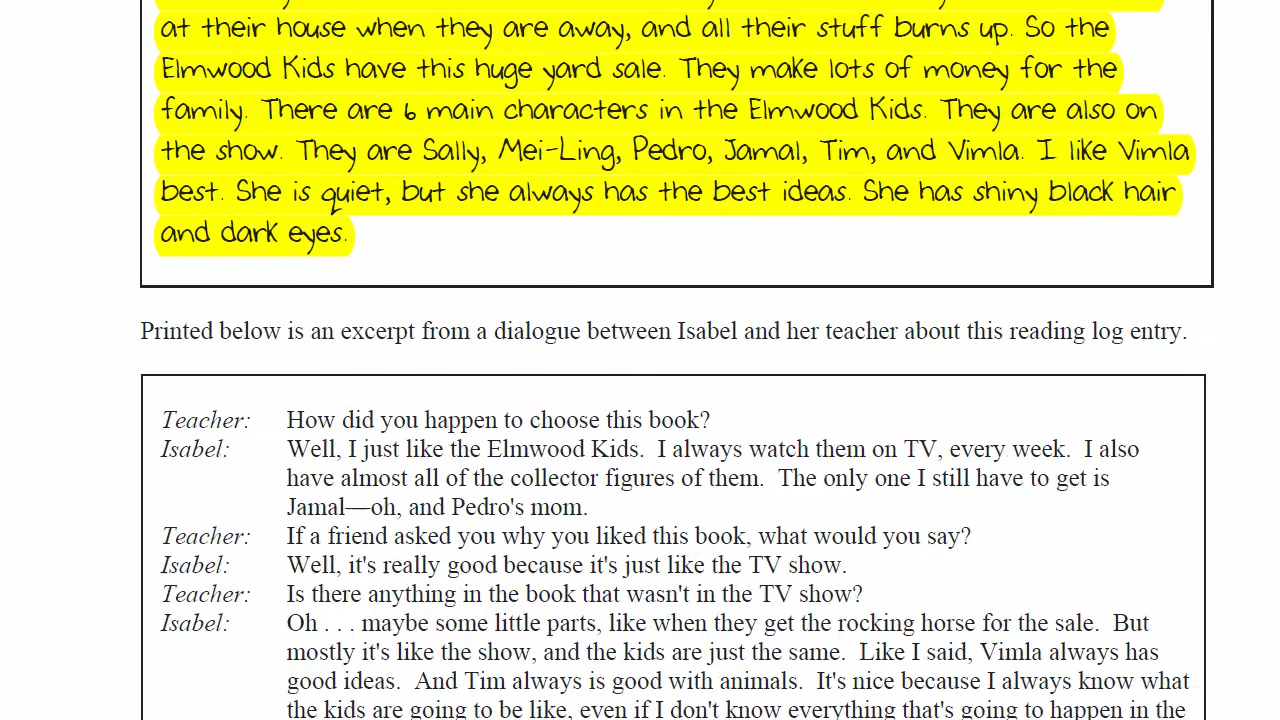 at their house when they are away, and all their stuff burns up. So the
Elmwood Kids have this huge yard sale. They make lots of money for the
family. There are 6 main characters in the Elmwood Kids. They are also on
the show. They are Sally, Mei-Ling, Pedro, Jamal, Tim, and Vimla. I like Vimla
best. She is quiet, but she always has the best ideas. She has shiny black hair
and dark eyes.
Printed below is an excerpt from a dialogue between Isabel and her teacher about this reading log entry.
Teacher: How did you happen to choose this book?
Isabel: Well, I just like the Elmwood Kids. I always watch them on TV, every week. I also
have almost all of the collector figures of them. The only one I still have to get is
Jamal—oh, and Pedro's mom.
Teacher: If a friend asked you why you liked this book, what would you say?
Isabel: Well, it's really good because it's just like the TV show.
Teacher: Is there anything in the book that wasn't in the TV show?
Isabel: Oh . . . maybe some little parts, like when they get the rocking horse for the sale. But
mostly it's like the show, and the kids are just the same. Like I said, Vimla always has
good ideas. And Tim always is good with animals. It's nice because I always know what
the kids are going to be like, even if I don't know everything that's going to happen in the